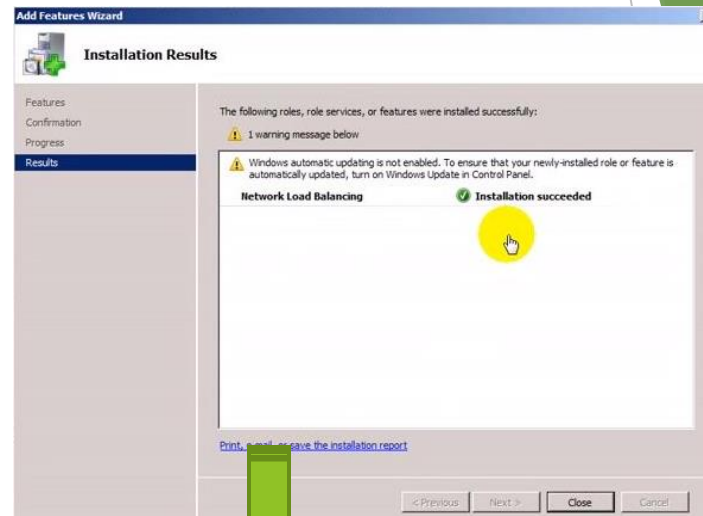 Add Features Wizard
Installation Results
Features
Confirmation
Progress
Results
The following roles, role services, or features were installed successfully:
1 warning message below
Windows automatic updating is not enabled. To ensure that your newly-installed role or feature is
automatically updated, turn on Windows Update in Control Panel.
Network Load Balancing Installation succeeded
Print, e-mail, or save the installation report
< Previous Next > Close Cancel